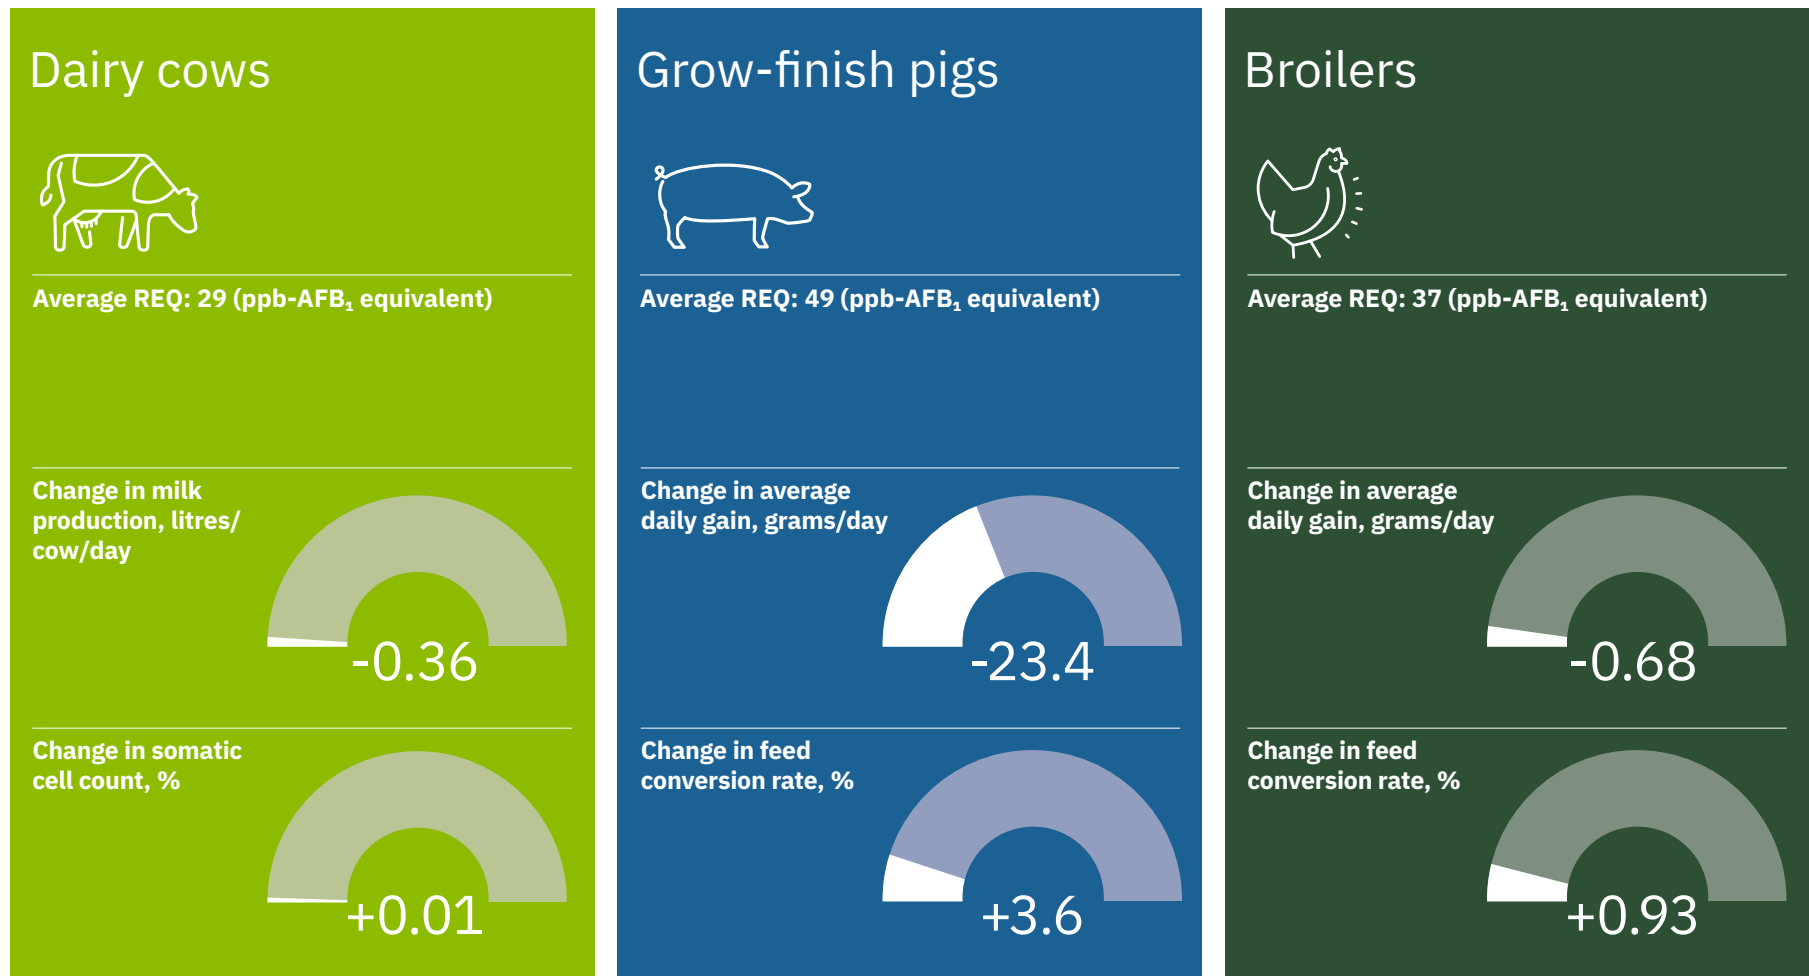 Dairy cows
Average REQ: 29 (ppb-AFB₁ equivalent)
Change in milk
production, litres/
cow/day
-0.36
Change in somatic
cell count, %
+0.01
Grow-finish pigs
Average REQ: 49 (ppb-AFB₁ equivalent)
Change in average
daily gain, grams/day
-23.4
Change in feed
conversion rate, %
+3.6
Broilers
Average REQ: 37 (ppb-AFB₁ equivalent)
Change in average
daily gain, grams/day
-0.68
Change in feed
conversion rate, %
+0.93